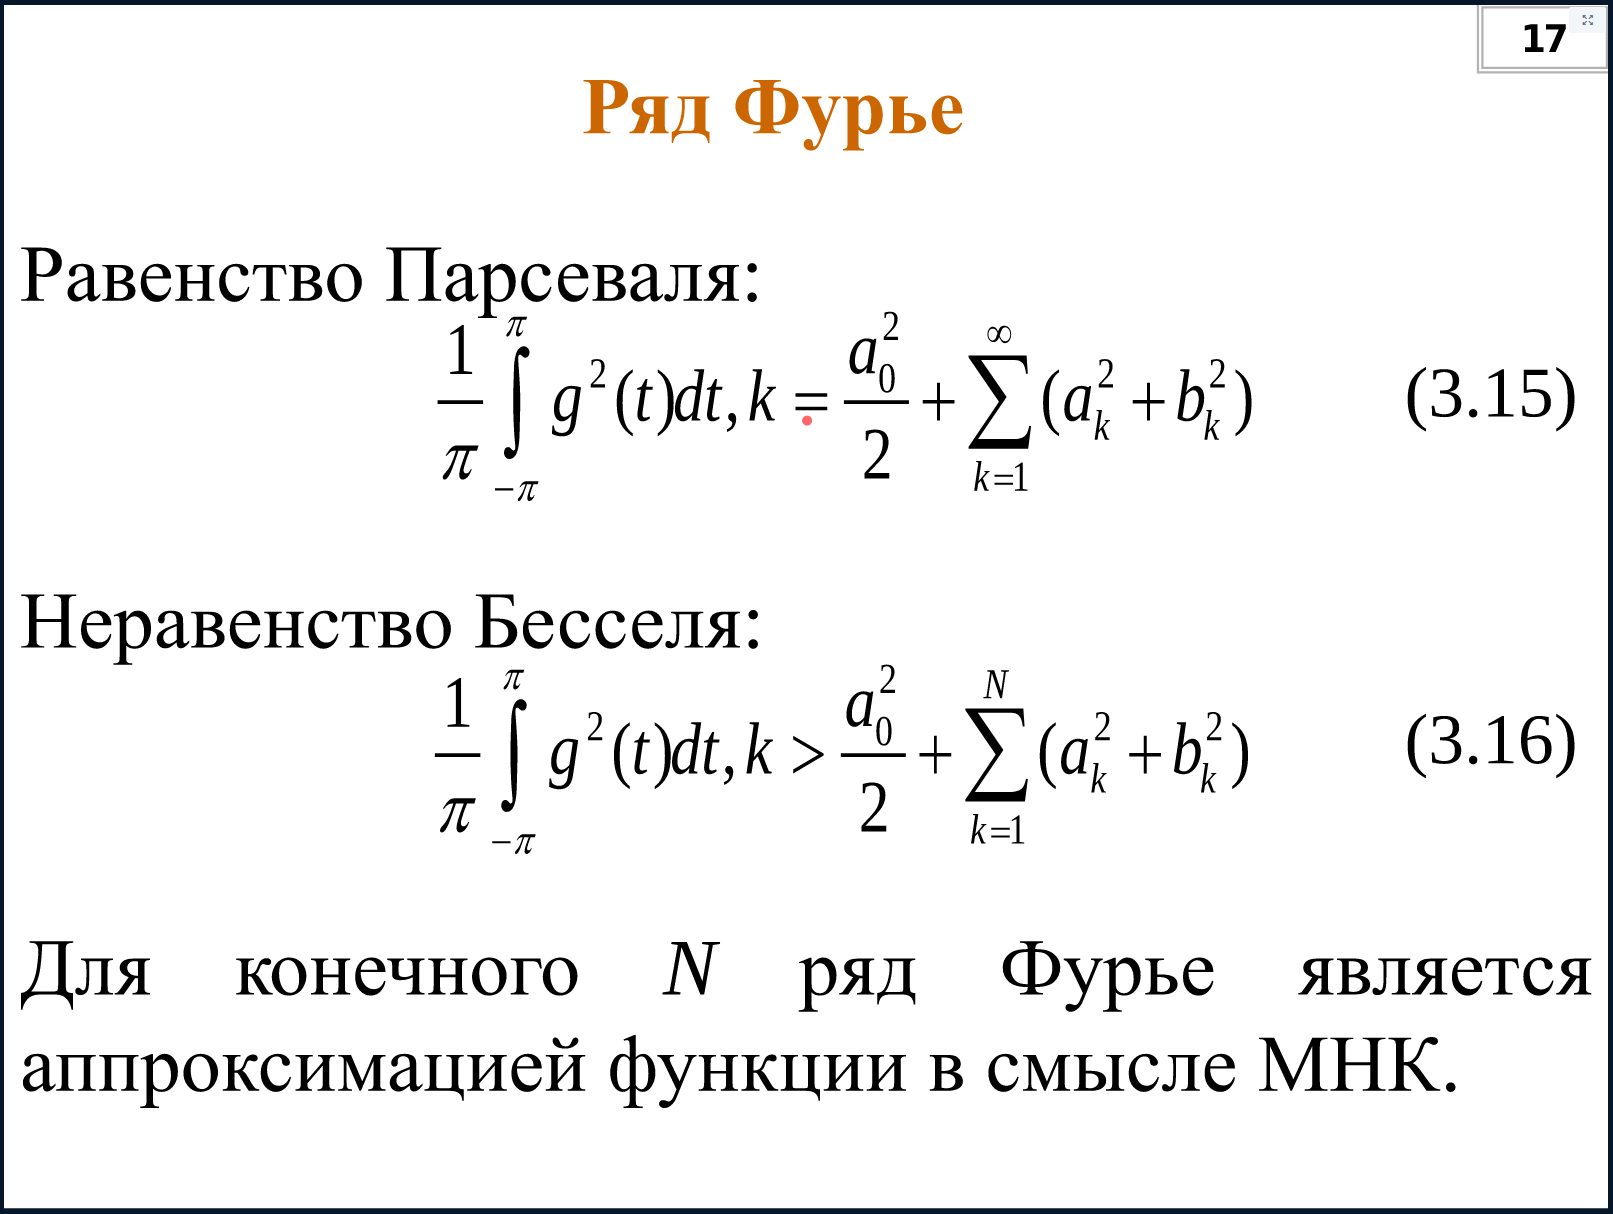 17
Ряд Фурье
Равенство Парсеваля:
\frac{1}{\pi} \int_{-\pi}^{\pi} g^2(t)dt, k = \frac{a_0^2}{2} + \sum_{k=1}^{\infty} (a_k^2 + b_k^2) (3.15)
Неравенство Бесселя:
\frac{1}{\pi} \int_{-\pi}^{\pi} g^2(t)dt, k > \frac{a_0^2}{2} + \sum_{k=1}^{N} (a_k^2 + b_k^2) (3.16)
Для конечного N ряд Фурье является
аппроксимацией функции в смысле МНК.